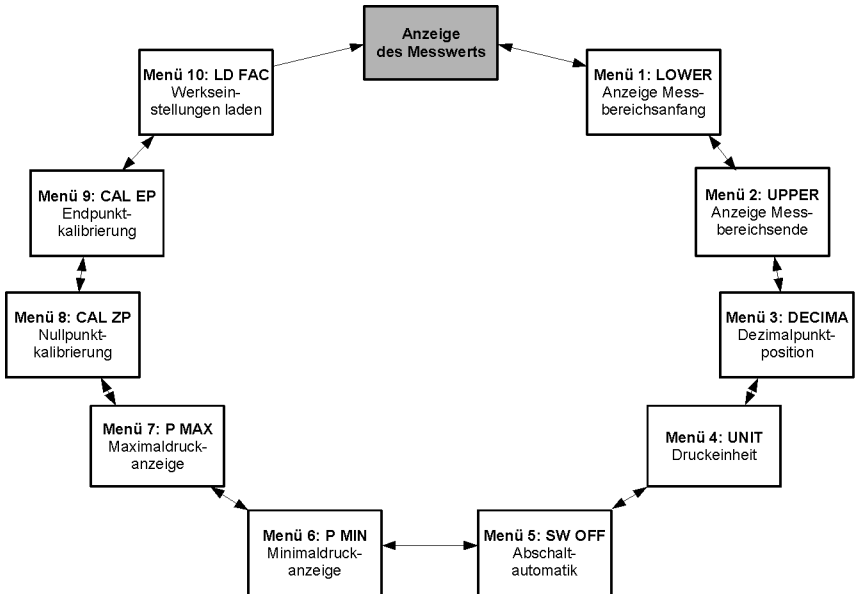 Anzeige
des Messwerts
Menü 1: LOWER
Anzeige Mess-
bereichsanfang
Menü 2: UPPER
Anzeige Mess-
bereichsende
Menü 3: DECIMA
Dezimalpunkt-
position
Menü 4: UNIT
Druckeinheit
Menü 5: SW OFF
Abschalt-
automatik
Menü 6: P MIN
Minimaldruck-
anzeige
Menü 7: P MAX
Maximaldruck-
anzeige
Menü 8: CAL ZP
Nullpunkt-
kalibrierung
Menü 9: CAL EP
Endpunkt-
kalibrierung
Menü 10: LD FAC
Werksein-
stellungen laden